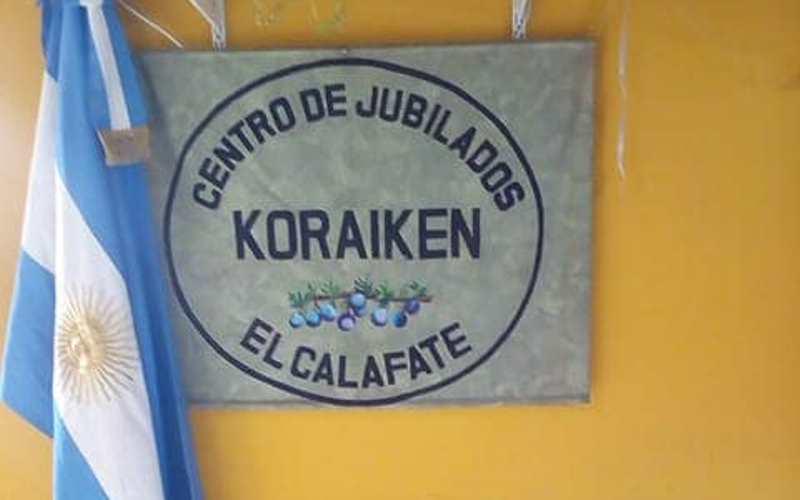 CENTRO DE JUBILADOS
KORAIKEN
EL CALAFATE